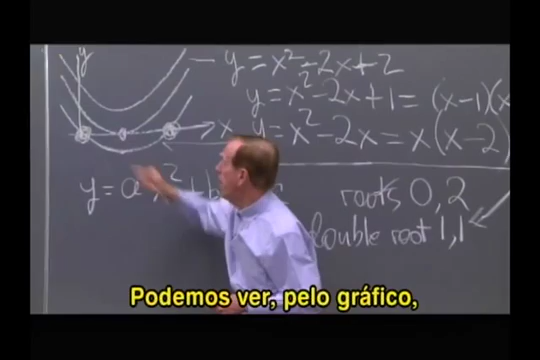 y
— y = x² - 2x + 2
y = x² - 2x + 1 = (x-1)(x
x y = x² - 2x = x(x-2)
y = a x² + b
roots 0, 2
double root 1, 1
Podemos ver, pelo gráfico,